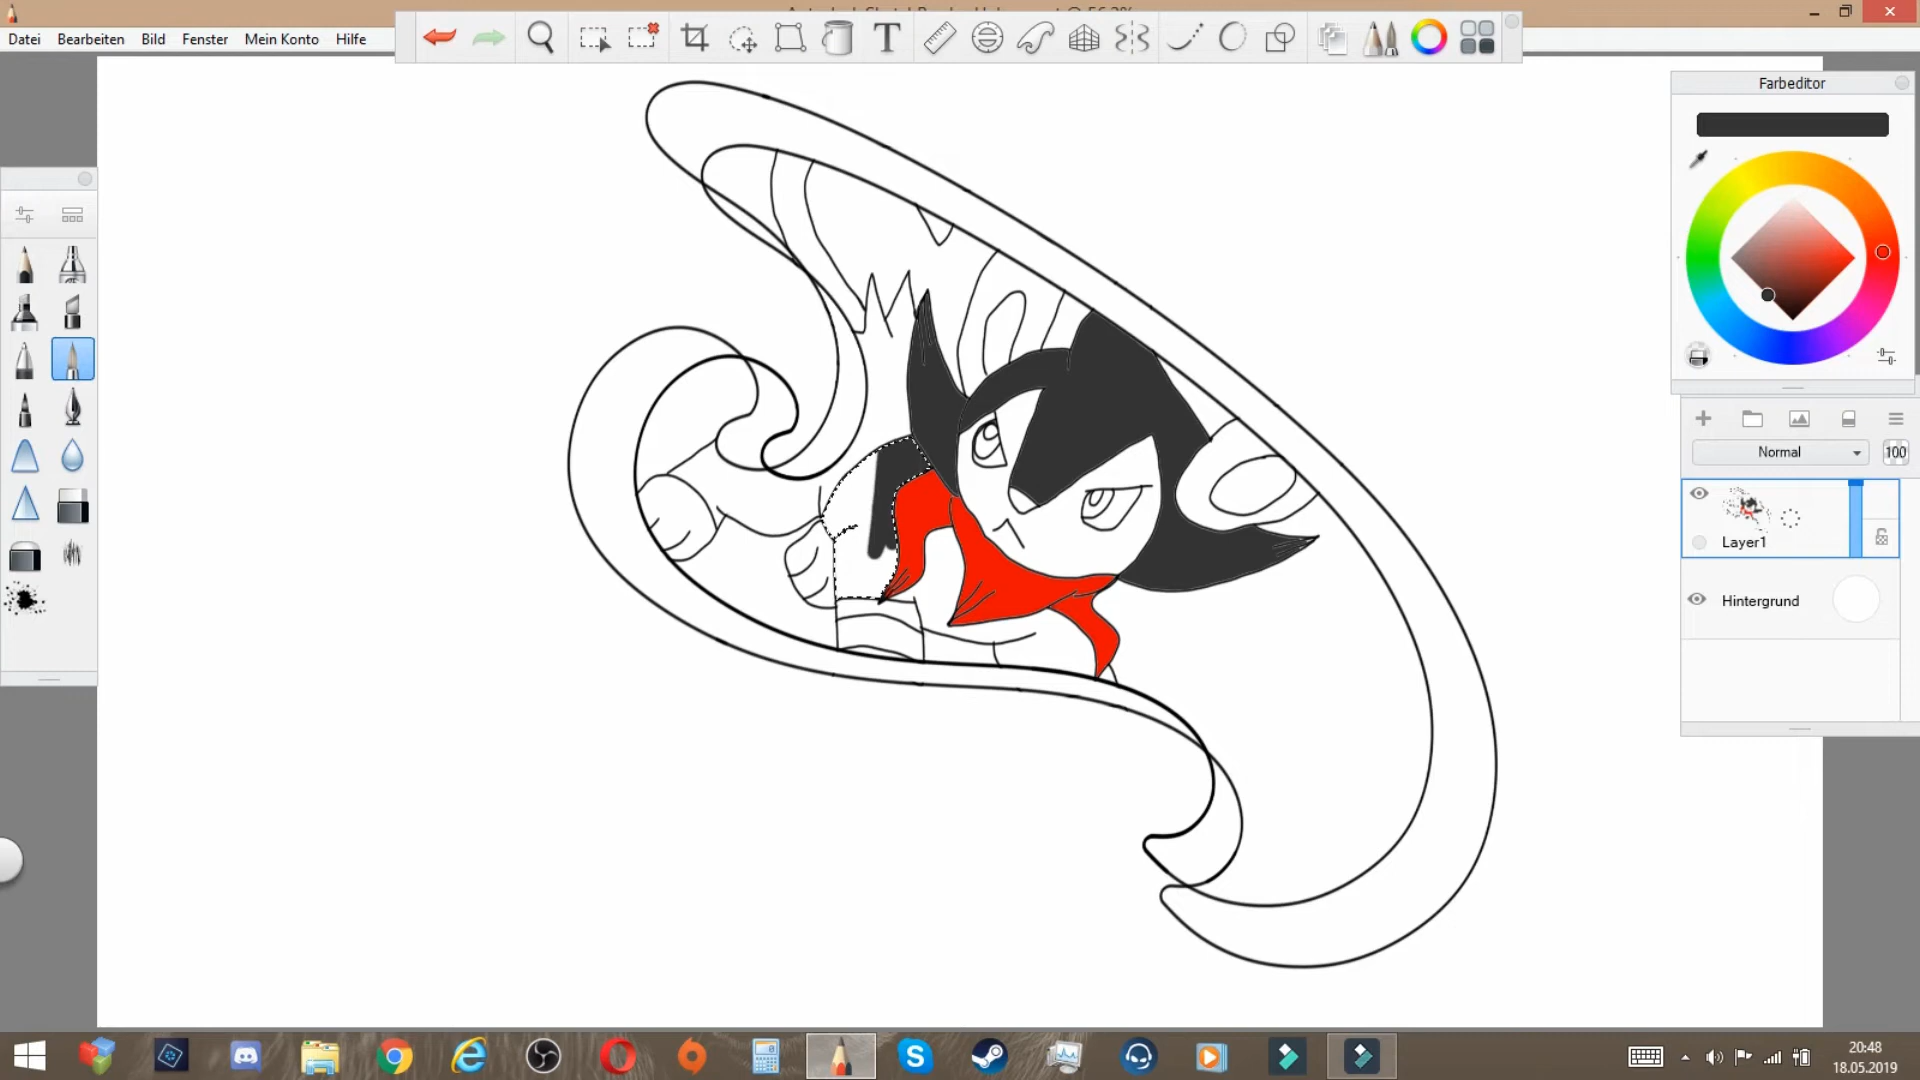 Datei Bearbeiten Bild Fenster Mein Konto Hilfe
T
Farbeditor
Normal
100
Layer1
Hintergrund
20:48
18.05.2019